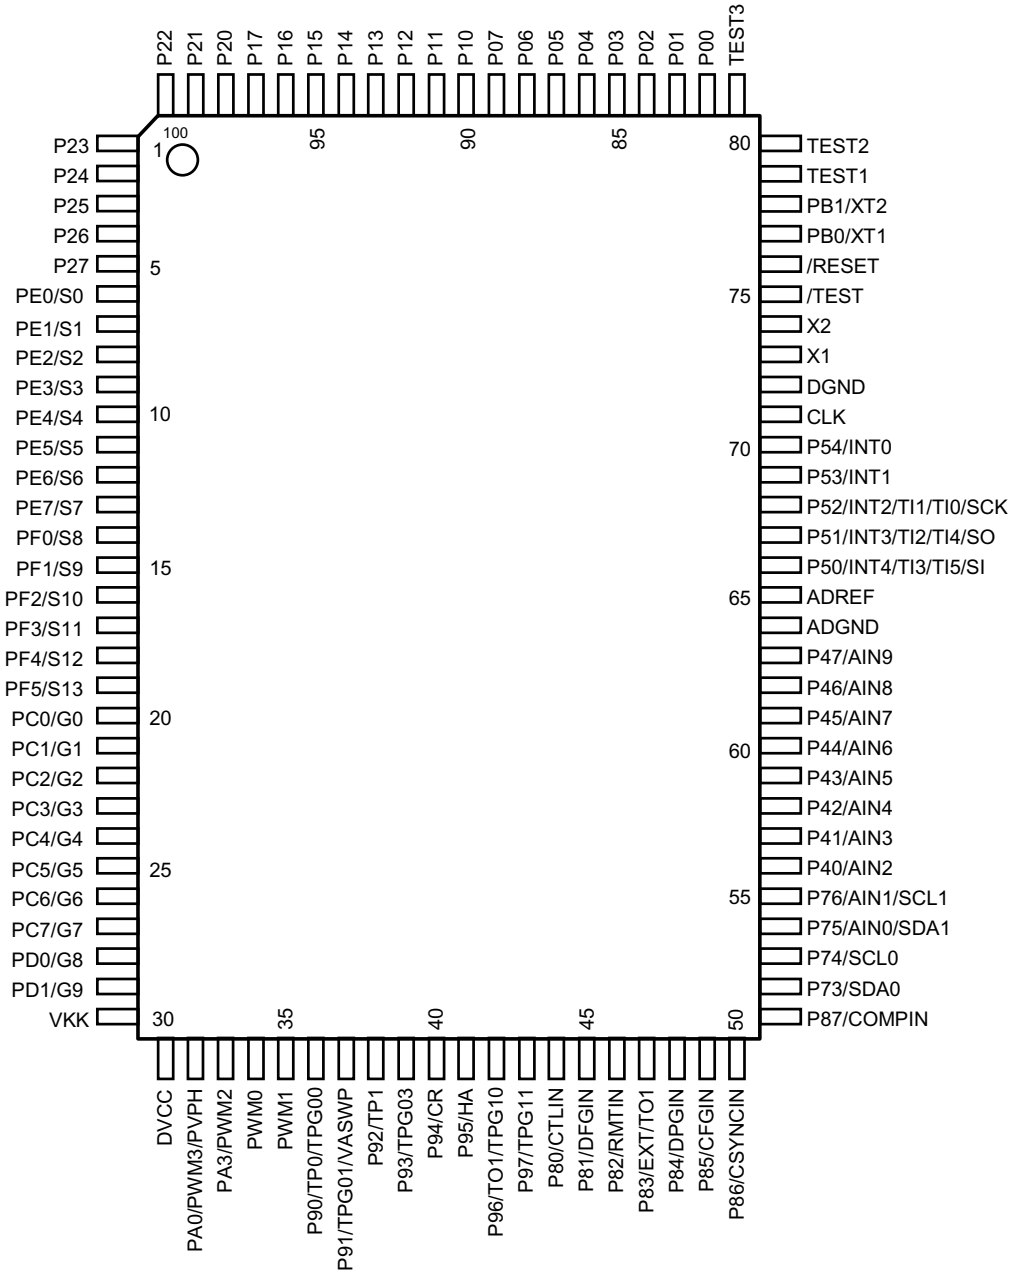 P22
P21
P20
P17
P16
P15
P14
P13
P12
P11
P10
P07
P06
P05
P04
P03
P02
P01
P00
TEST3
100
95
90
85
1
80
5
75
10
70
15
65
20
60
25
55
30
35
40
45
50
P23
P24
P25
P26
P27
PE0/S0
PE1/S1
PE2/S2
PE3/S3
PE4/S4
PE5/S5
PE6/S6
PE7/S7
PF0/S8
PF1/S9
PF2/S10
PF3/S11
PF4/S12
PF5/S13
PC0/G0
PC1/G1
PC2/G2
PC3/G3
PC4/G4
PC5/G5
PC6/G6
PC7/G7
PD0/G8
PD1/G9
VKK
TEST2
TEST1
PB1/XT2
PB0/XT1
/RESET
/TEST
X2
X1
DGND
CLK
P54/INT0
P53/INT1
P52/INT2/TI1/TI0/SCK
P51/INT3/TI2/TI4/SO
P50/INT4/TI3/TI5/SI
ADREF
ADGND
P47/AIN9
P46/AIN8
P45/AIN7
P44/AIN6
P43/AIN5
P42/AIN4
P41/AIN3
P40/AIN2
P76/AIN1/SCL1
P75/AIN0/SDA1
P74/SCL0
P73/SDA0
P87/COMPIN
DVCC
PA0/PWM3/PVPH
PA3/PWM2
PWM0
PWM1
P90/TP0/TPG00
P91/TPG01/VASWP
P92/TP1
P93/TPG03
P94/CR
P95/HA
P96/TO1/TPG10
P97/TPG11
P80/CTLIN
P81/DFGIN
P82/RMTIN
P83/EXT/TO1
P84/DPGIN
P85/CFGIN
P86/CSYNCIN